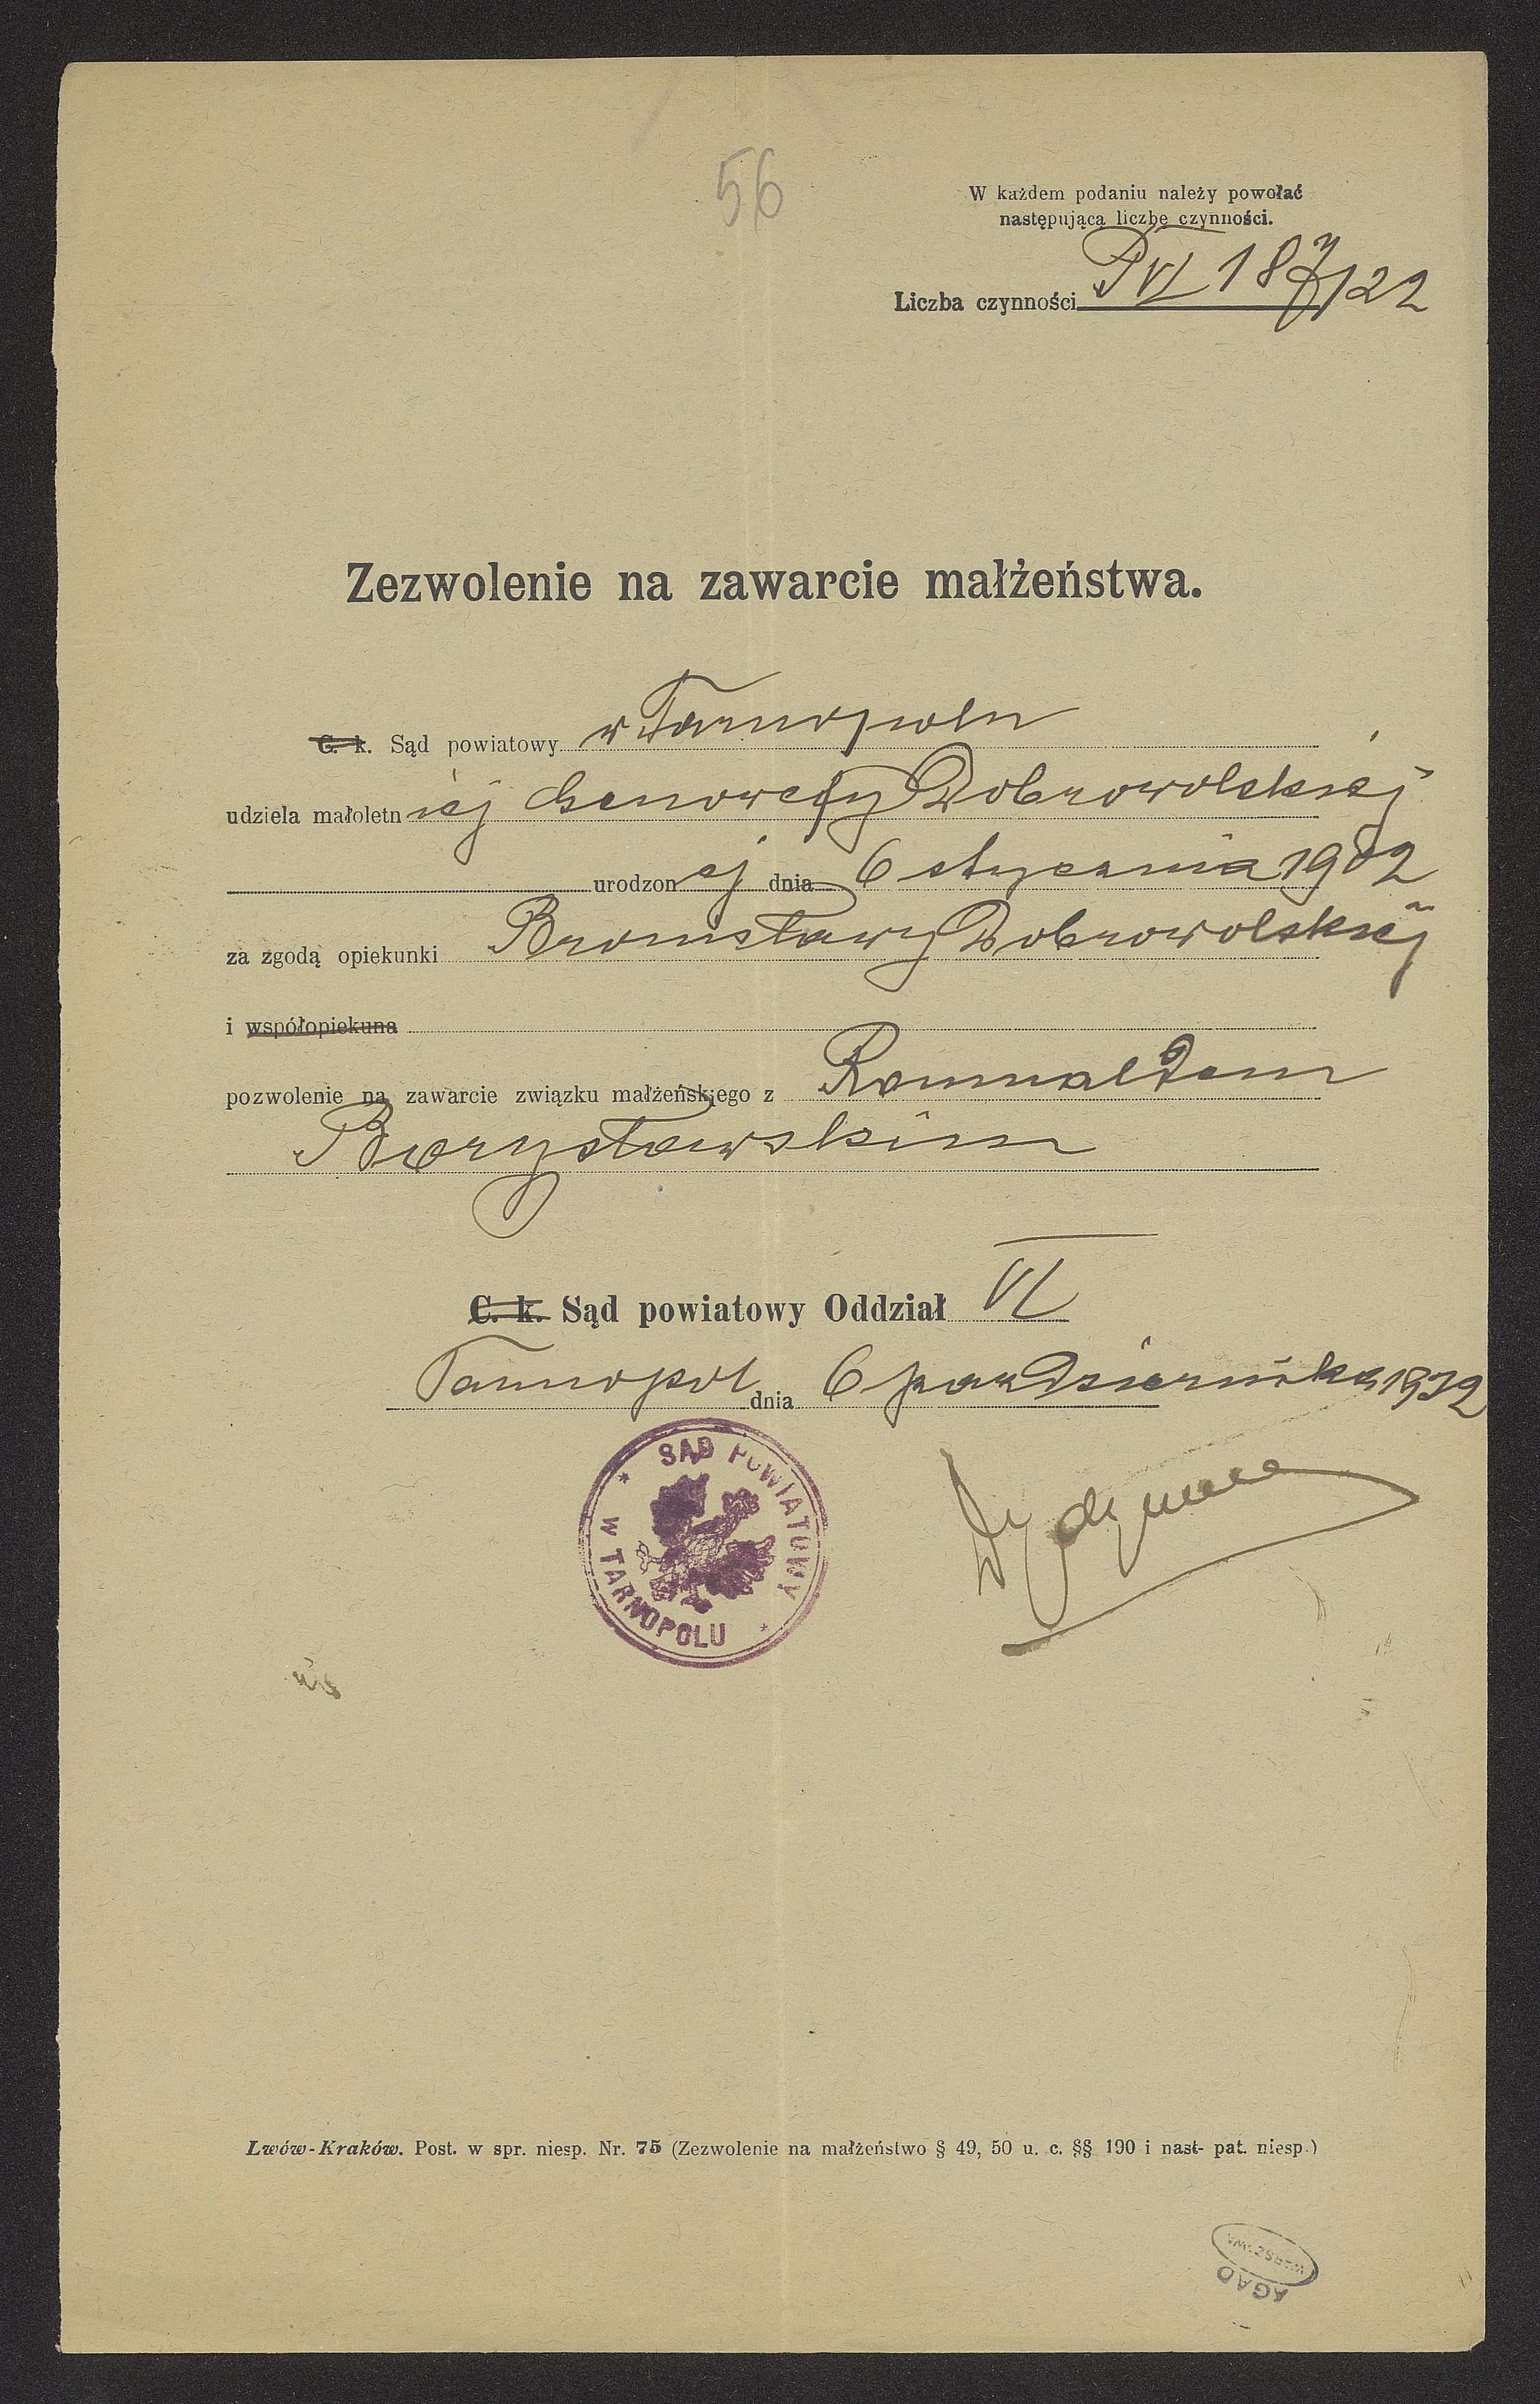 56
W każdem podaniu należy powołać
następującą liczbę czynności.
Liczba czynności P VI 187/22
Zezwolenie na zawarcie małżeństwa.
C. k. Sąd powiatowy w Tarnopolu
udziela małoletniej Genowefy Dobrowolskiej
urodzonej dnia 6 stycznia 1902
za zgodą opiekunki Bronisławy Dobrowolskiej
i współopiekuna
pozwolenie na zawarcie związku małżeńskiego z Romualdem
Borysławskim
C. k. Sąd powiatowy Oddział VI
Tarnopol dnia 6 października 1922
SĄD POWIATOWY
W TARNOPOLU
Lwów-Kraków. Post. w spr. niesp. Nr. 75 (Zezwolenie na małżeństwo § 49, 50 u. c. §§ 190 i nast- pat. niesp.)
WARSZAWA
AGAD